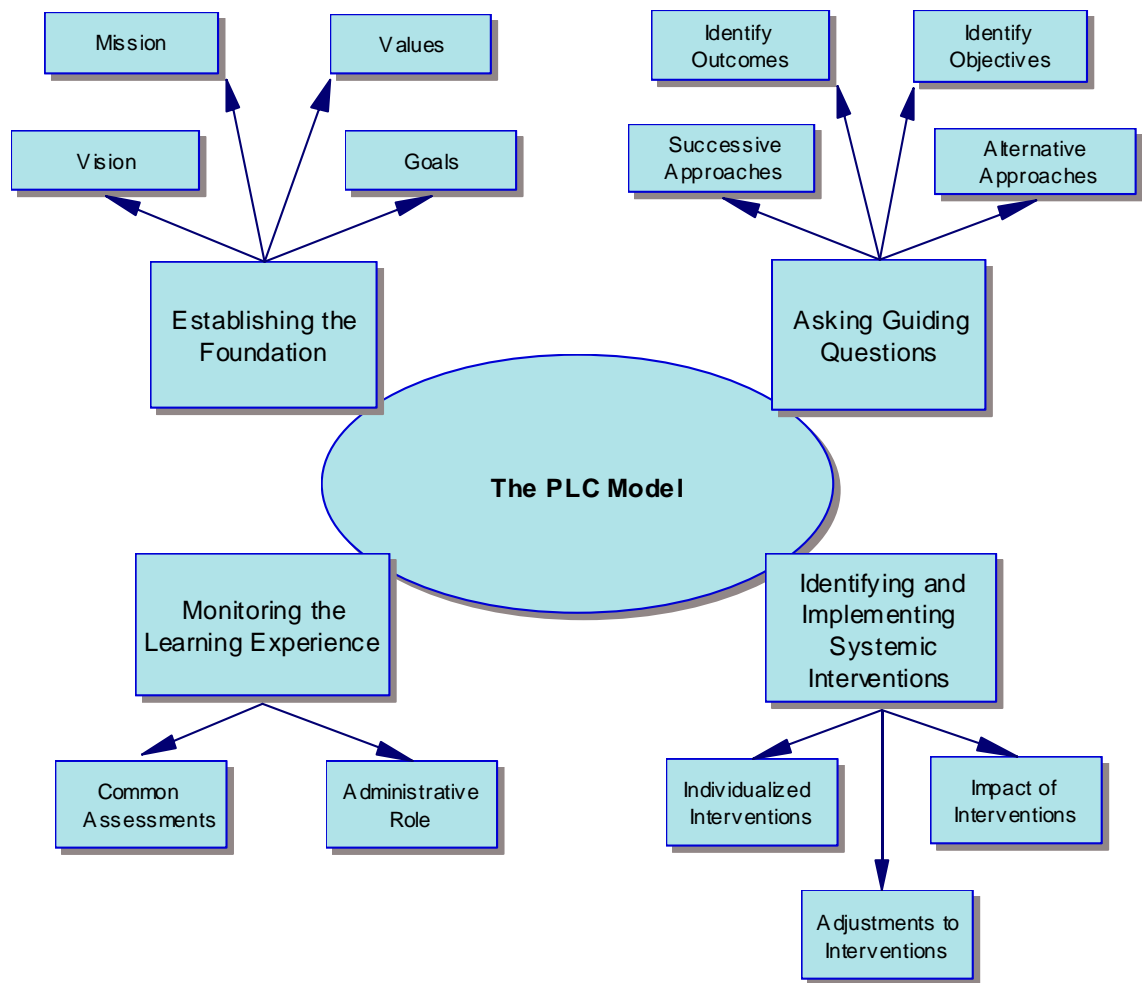 Mission
Values
Vision
Goals
Establishing the
Foundation
Identify
Outcomes
Identify
Objectives
Successive
Approaches
Alternative
Approaches
Asking Guiding
Questions
The PLC Model
Monitoring the
Learning Experience
Common
Assessments
Administrative
Role
Identifying and
Implementing
Systemic
Interventions
Individualized
Interventions
Impact of
Interventions
Adjustments to
Interventions